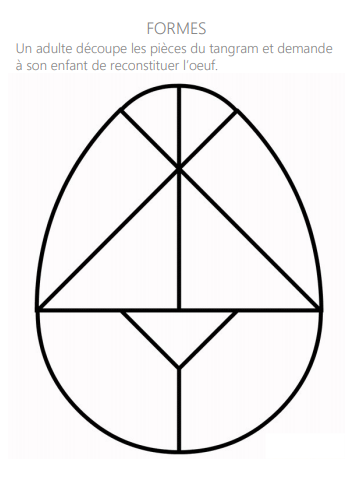 FORMES
Un adulte découpe les pièces du tangram et demande
à son enfant de reconstituer l'oeuf.